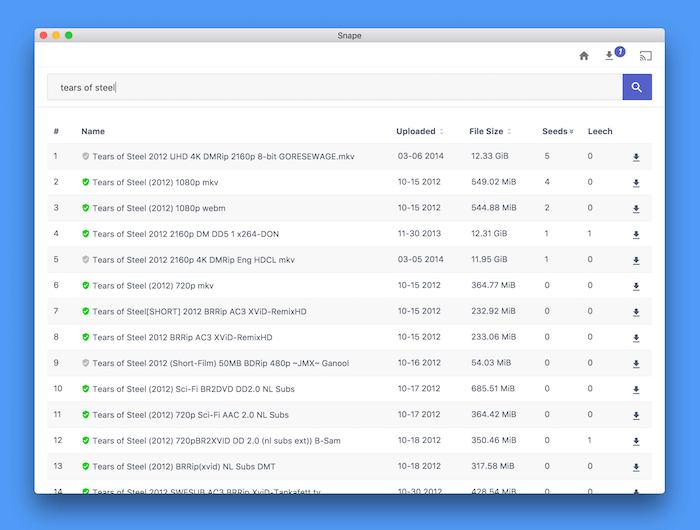 Snape
1
tears of steel
# Name Uploaded File Size Seeds Leech
1 Tears of Steel 2012 UHD 4K DMRip 2160p 8-bit GORESEWAGE.mkv 03-06 2014 12.33 GiB 5 0
2 Tears of Steel (2012) 1080p mkv 10-15 2012 549.02 MiB 4 0
3 Tears of Steel (2012) 1080p webm 10-15 2012 544.88 MiB 2 0
4 Tears of Steel 2012 2160p DM DD5 1 x264-DON 11-30 2013 12.31 GiB 1 1
5 Tears of Steel 2012 2160p 4K DMRip Eng HDCL mkv 03-05 2014 11.95 GiB 1 0
6 Tears of Steel (2012) 720p mkv 10-15 2012 364.77 MiB 0 0
7 Tears of Steel[SHORT] 2012 BRRip AC3 XViD-RemixHD 10-15 2012 232.92 MiB 0 0
8 Tears of Steel 2012 BRRip AC3 XViD-RemixHD 10-15 2012 233.06 MiB 0 0
9 Tears of Steel 2012 (Short-Film) 50MB BDRip 480p ~JMX~ Ganool 10-16 2012 54.03 MiB 0 0
10 Tears of Steel (2012) Sci-Fi BR2DVD DD2.0 NL Subs 10-17 2012 685.51 MiB 0 0
11 Tears of Steel (2012) 720p Sci-Fi AAC 2.0 NL Subs 10-17 2012 364.42 MiB 0 0
12 Tears of Steel (2012) 720pBR2XVID DD 2.0 (nl subs ext)) B-Sam 10-18 2012 350.46 MiB 0 1
13 Tears of Steel (2012) BRRip(xvid) NL Subs DMT 10-18 2012 317.58 MiB 0 0
14 Tears of Steel 2012 SWESUB AC3 BRRip XviD-Tankafett tv 10-30 2012 428.54 MiB 0 0